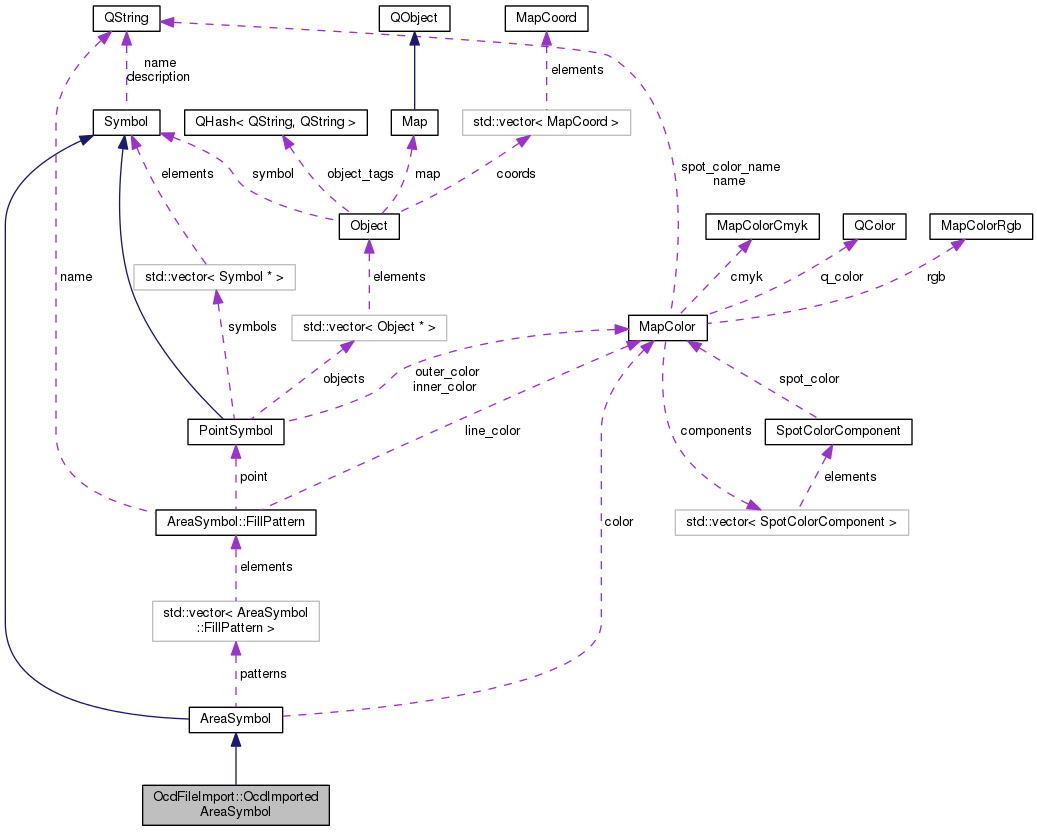 QString
QObject
MapCoord
name
description
elements
Symbol
QHash< QString, QString >
Map
std::vector< MapCoord >
elements
symbol
object_tags
map
coords
spot_color_name
name
Object
MapColorCmyk
QColor
MapColorRgb
name
std::vector< Symbol * >
elements
cmyk
q_color
rgb
symbols
std::vector< Object * >
MapColor
objects
outer_color
inner_color
spot_color
PointSymbol
line_color
components
SpotColorComponent
point
elements
AreaSymbol::FillPattern
color
std::vector< SpotColorComponent >
elements
std::vector< AreaSymbol
::FillPattern >
patterns
AreaSymbol
OcdFileImport::OcdImported
AreaSymbol